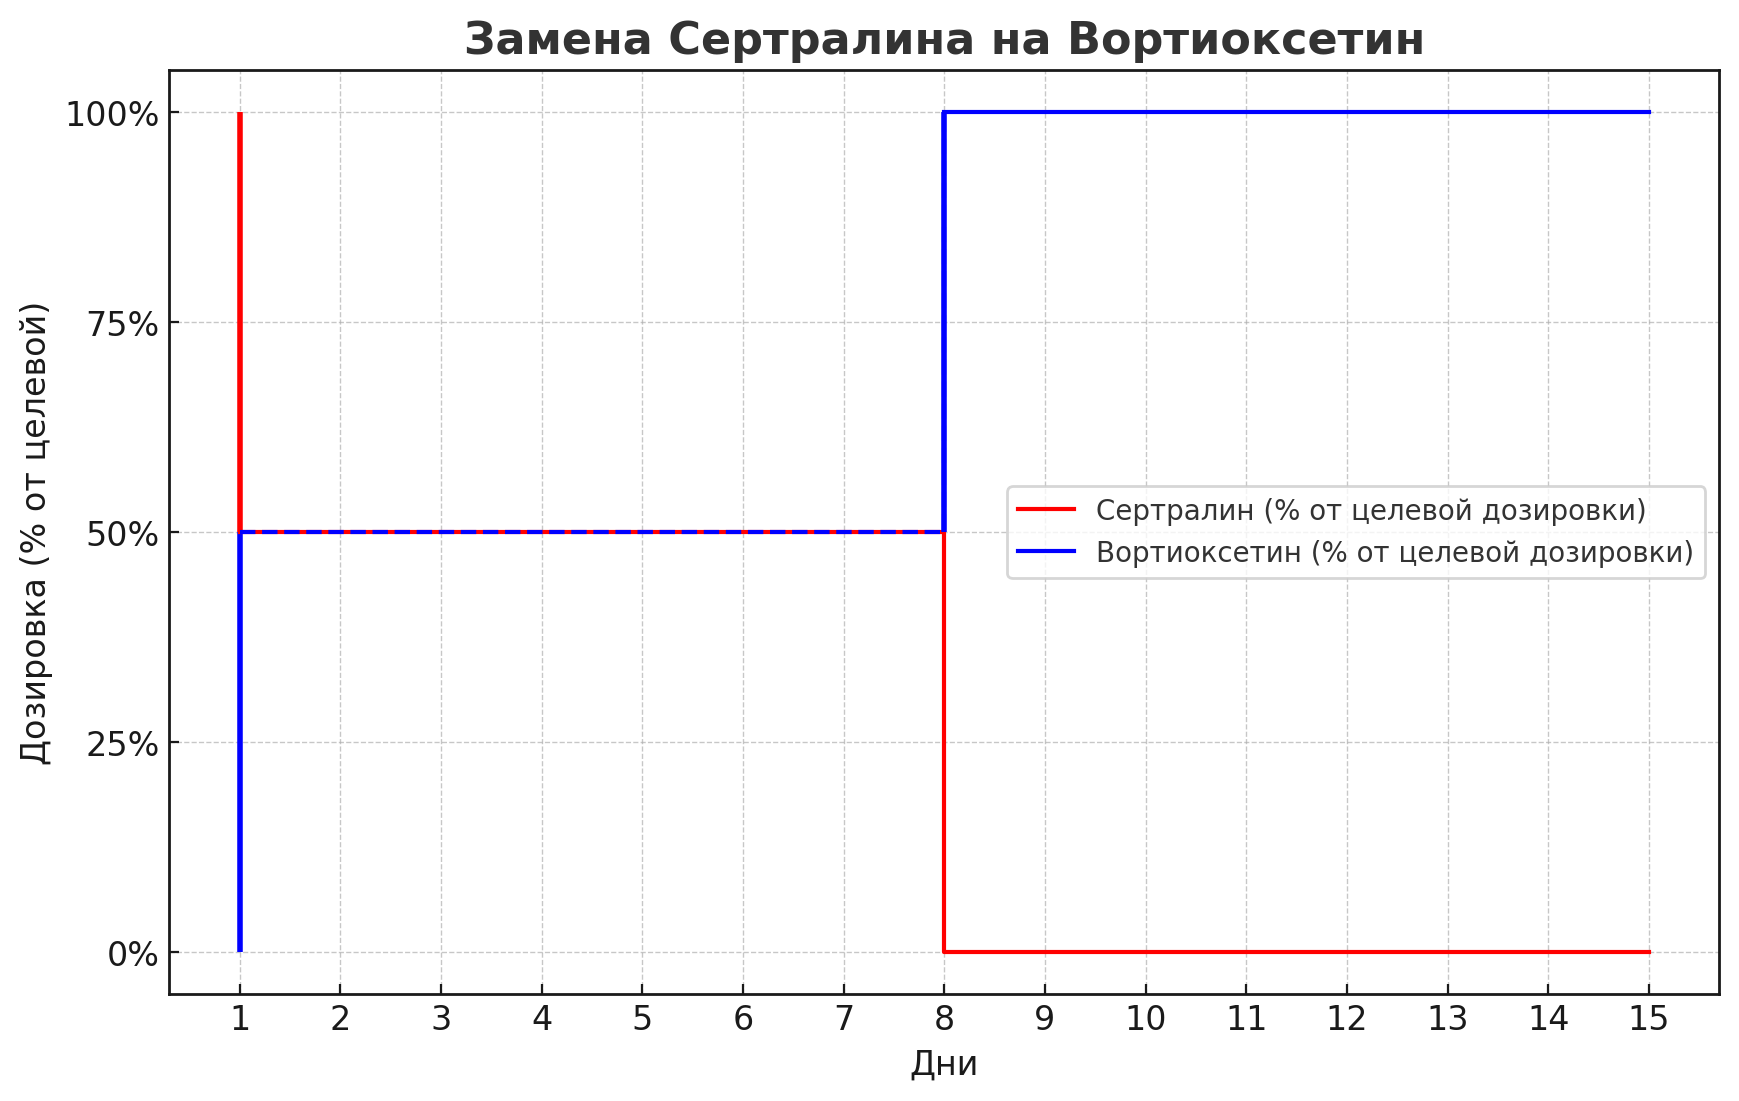 Замена Сертралина на Вортиоксетин
Дозировка (% от целевой)
100%
75%
50%
25%
0%
Сертралин (% от целевой дозировки)
Вортиоксетин (% от целевой дозировки)
1 2 3 4 5 6 7 8 9 10 11 12 13 14 15
Дни